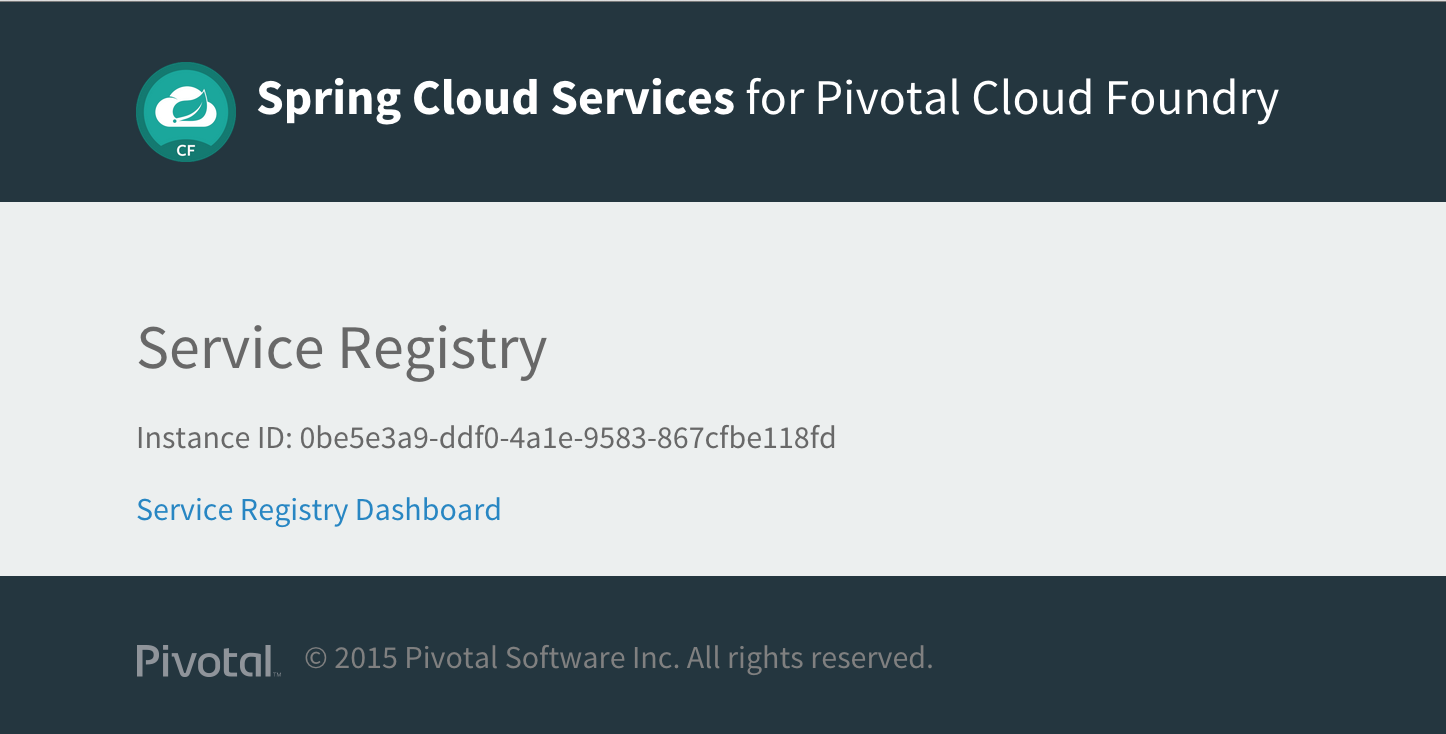 CF
Spring Cloud Services for Pivotal Cloud Foundry
Service Registry
Instance ID: 0be5e3a9-ddf0-4a1e-9583-867cfbe118fd
Service Registry Dashboard
Pivotal™ © 2015 Pivotal Software Inc. All rights reserved.